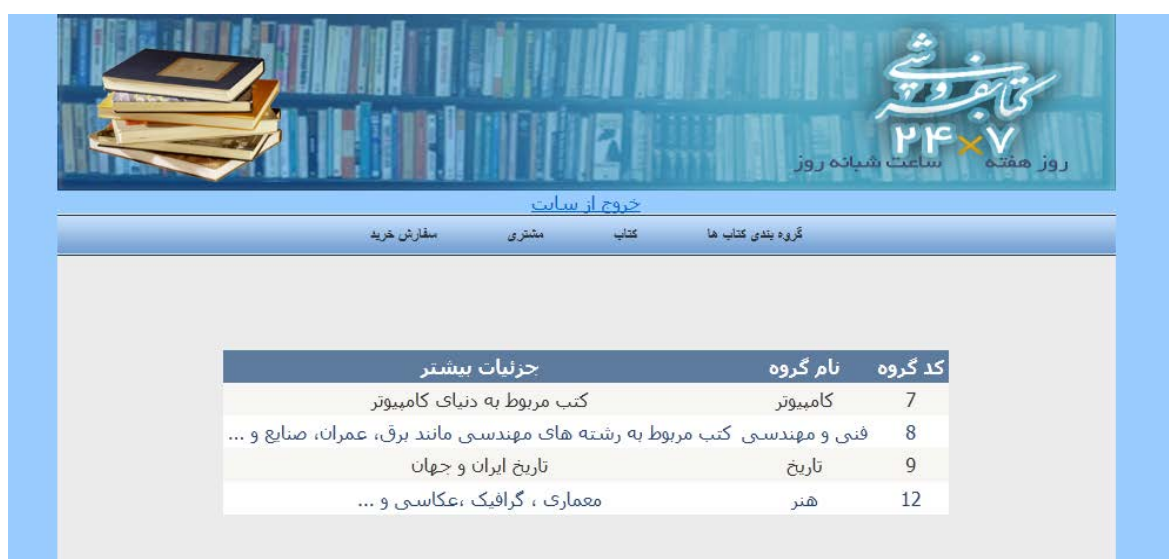 کتابفروشی
۲۴×۷
روز هفته ساعت شبانه روز
خروج از سایت
گروه بندی کتاب ها کتاب مشتری سفارش خرید
کد گروه نام گروه جزئیات بیشتر
7 کامپیوتر کتب مربوط به دنیای کامپیوتر
8 فنی و مهندسی کتب مربوط به رشته های مهندسی مانند برق، عمران، صنایع و ...
9 تاریخ تاریخ ایران و جهان
12 هنر معماری ، گرافیک ،عکاسی و ...